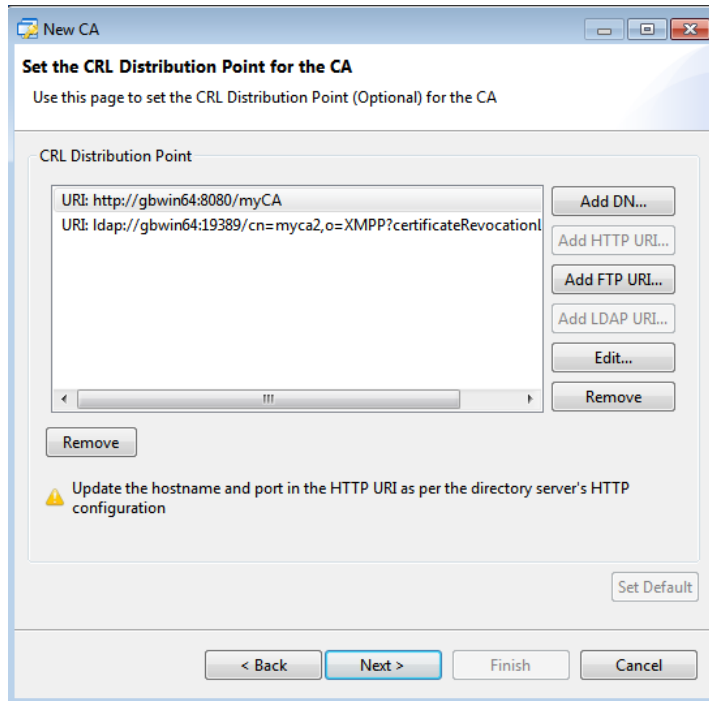 New CA
Set the CRL Distribution Point for the CA
Use this page to set the CRL Distribution Point (Optional) for the CA
CRL Distribution Point
URI: http://gbwin64:8080/myCA
URI: ldap://gbwin64:19389/cn=myca2,o=XMPP?certificateRevocationl
Add DN...
Add HTTP URI...
Add FTP URI...
Add LDAP URI...
Edit...
Remove
Remove
Update the hostname and port in the HTTP URI as per the directory server's HTTP
configuration
Set Default
< Back
Next >
Finish
Cancel